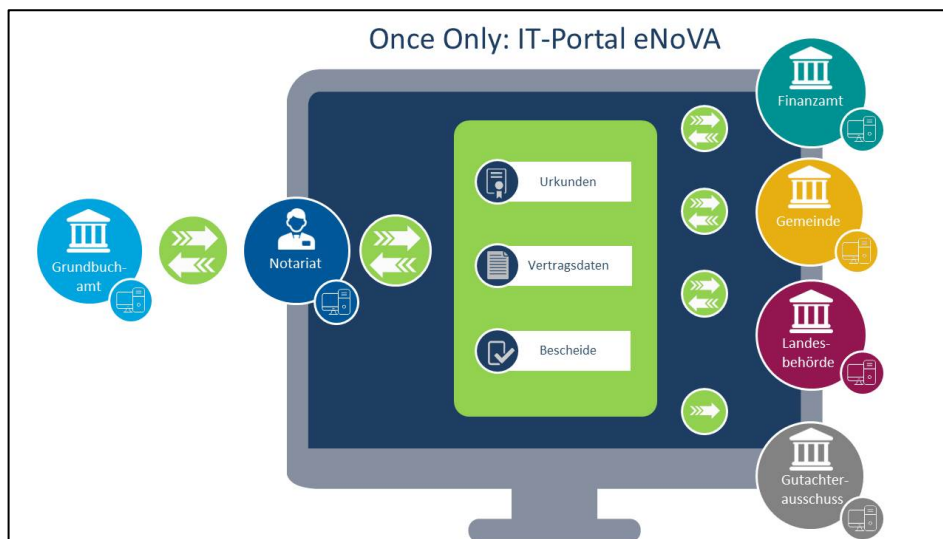 Once Only: IT-Portal eNoVA
Finanzamt
Urkunden
Gemeinde
Grundbuch-
amt
Notariat
Vertragsdaten
Landes-
behörde
Bescheide
Gutachter-
ausschuss